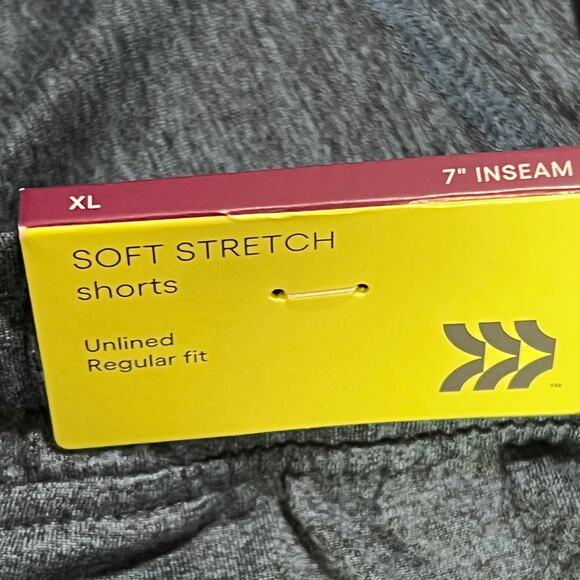 XL
7" INSEAM
SOFT STRETCH
shorts
Unlined
Regular fit
TM